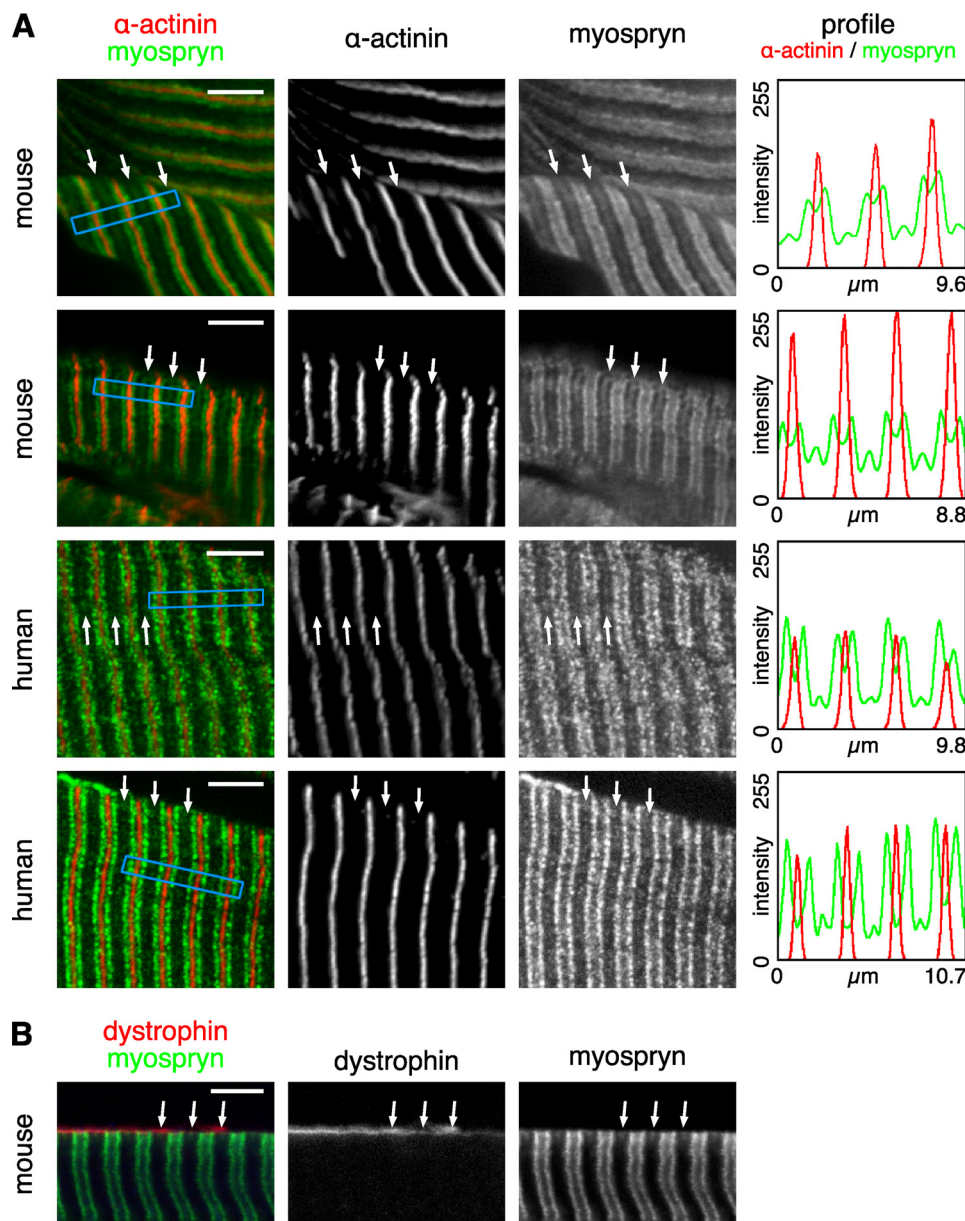 A
α-actinin
myospryn
α-actinin
myospryn
profile
α-actinin / myospryn
mouse
intensity
255
0
0
µm
9.6
mouse
intensity
255
0
0
µm
8.8
human
intensity
255
0
0
µm
9.8
human
intensity
255
0
0
µm
10.7
B
dystrophin
myospryn
dystrophin
myospryn
mouse